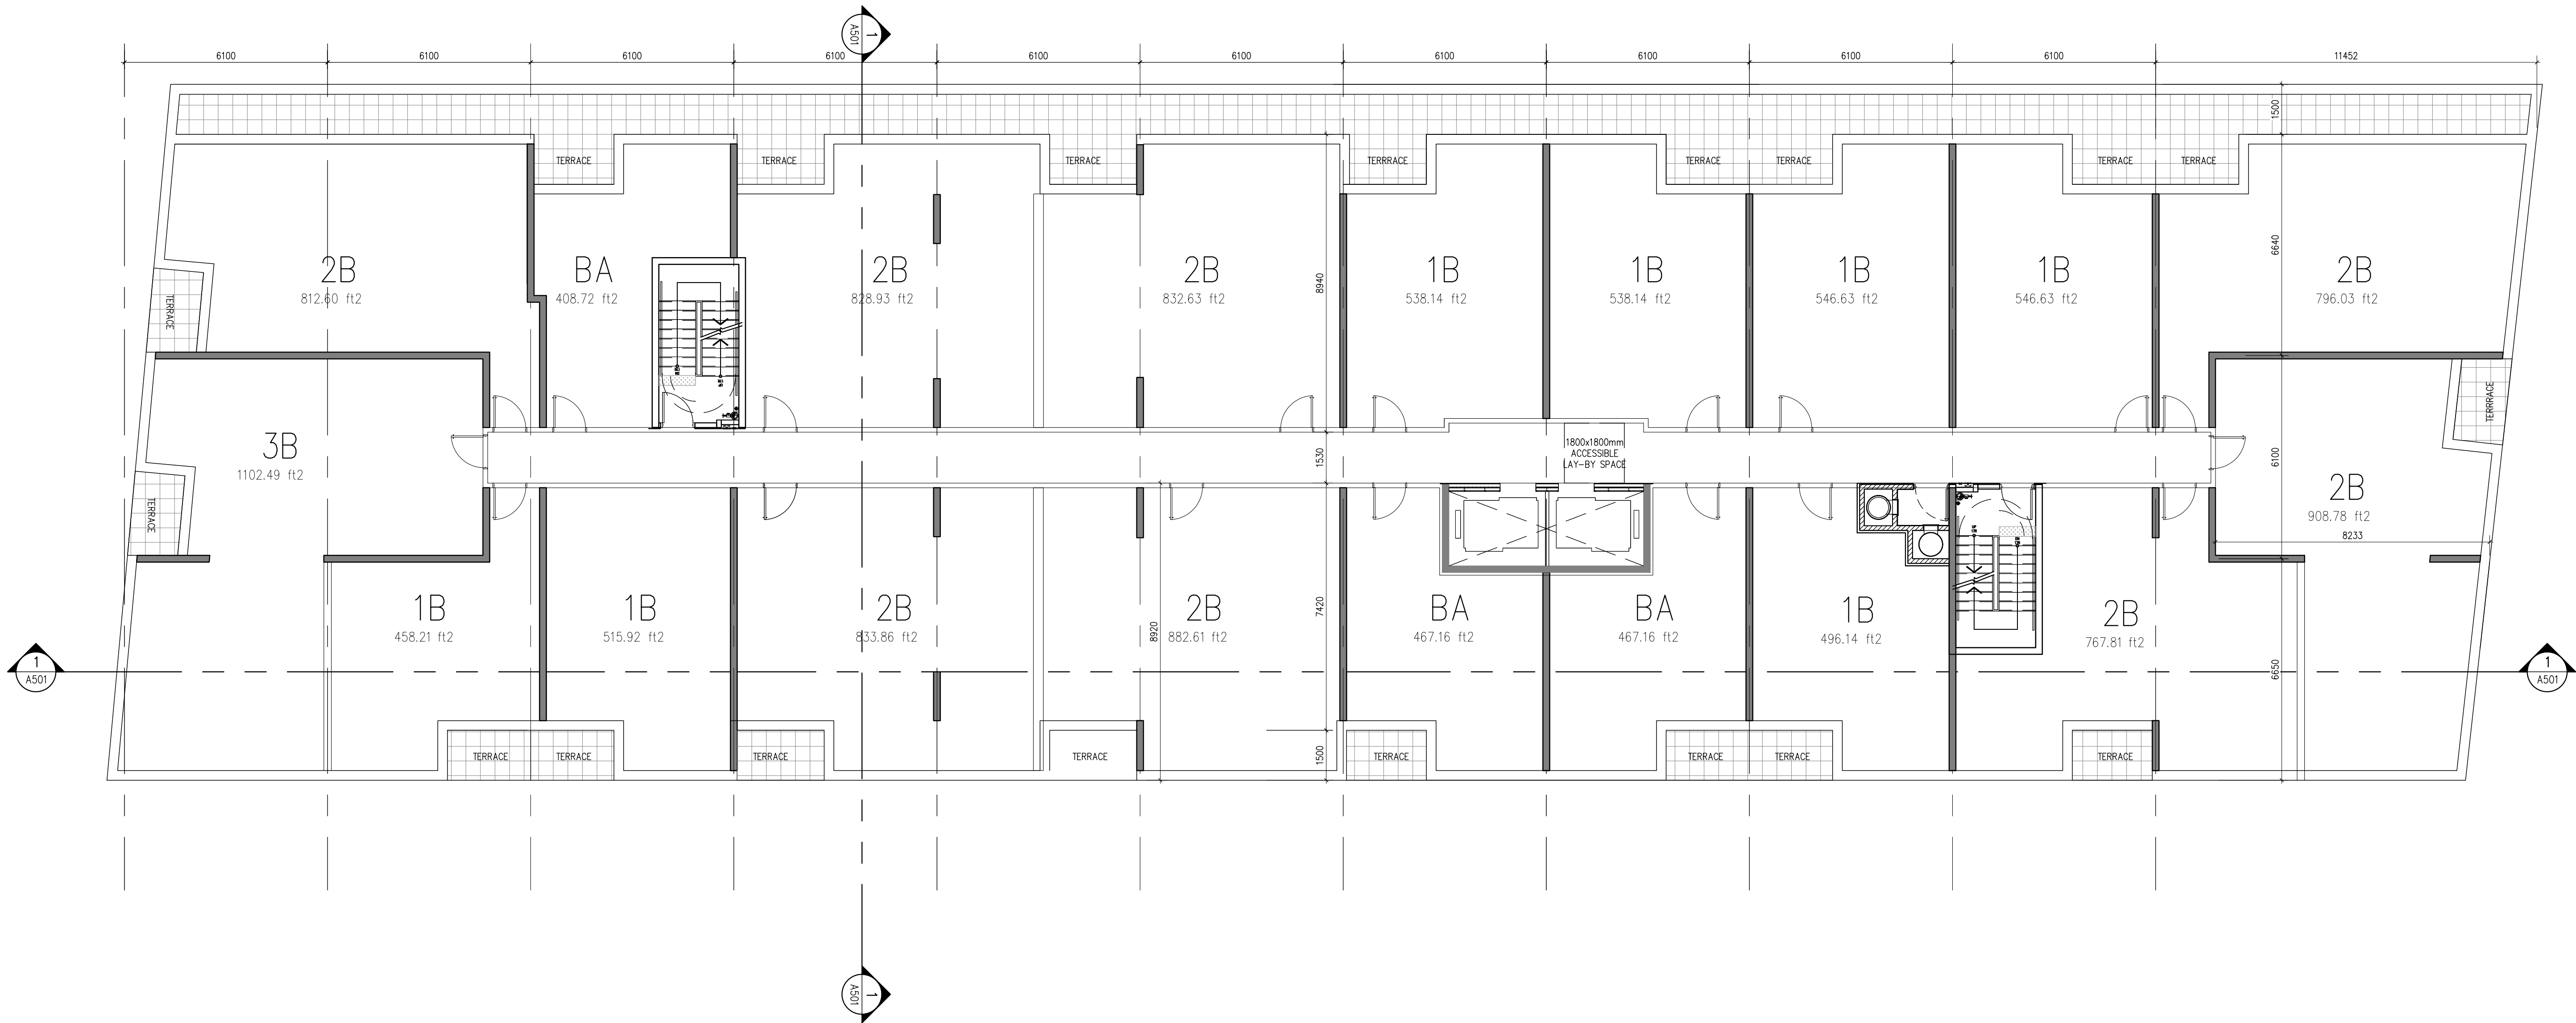 1
A501
6100
6100
6100
6100
6100
6100
6100
6100
6100
6100
11452
1500
TERRACE
TERRACE
TERRACE
TERRRACE
TERRACE
TERRACE
TERRACE
TERRACE
2B
812.60 ft2
BA
408.72 ft2
2B
828.93 ft2
2B
832.63 ft2
1B
538.14 ft2
1B
538.14 ft2
1B
546.63 ft2
1B
546.63 ft2
2B
796.03 ft2
8940
6640
TERRACE
TERRRACE
3B
1102.49 ft2
1800x1800mm
ACCESSIBLE
LAY-BY SPACE
1530
6100
2B
908.78 ft2
8233
TERRACE
1B
458.21 ft2
1B
515.92 ft2
2B
833.86 ft2
2B
882.61 ft2
BA
467.16 ft2
BA
467.16 ft2
1B
496.14 ft2
2B
767.81 ft2
8920
7420
6650
1
A501
1
A501
1500
TERRACE
TERRACE
TERRACE
TERRACE
TERRACE
TERRACE
TERRACE
TERRACE
1
A501